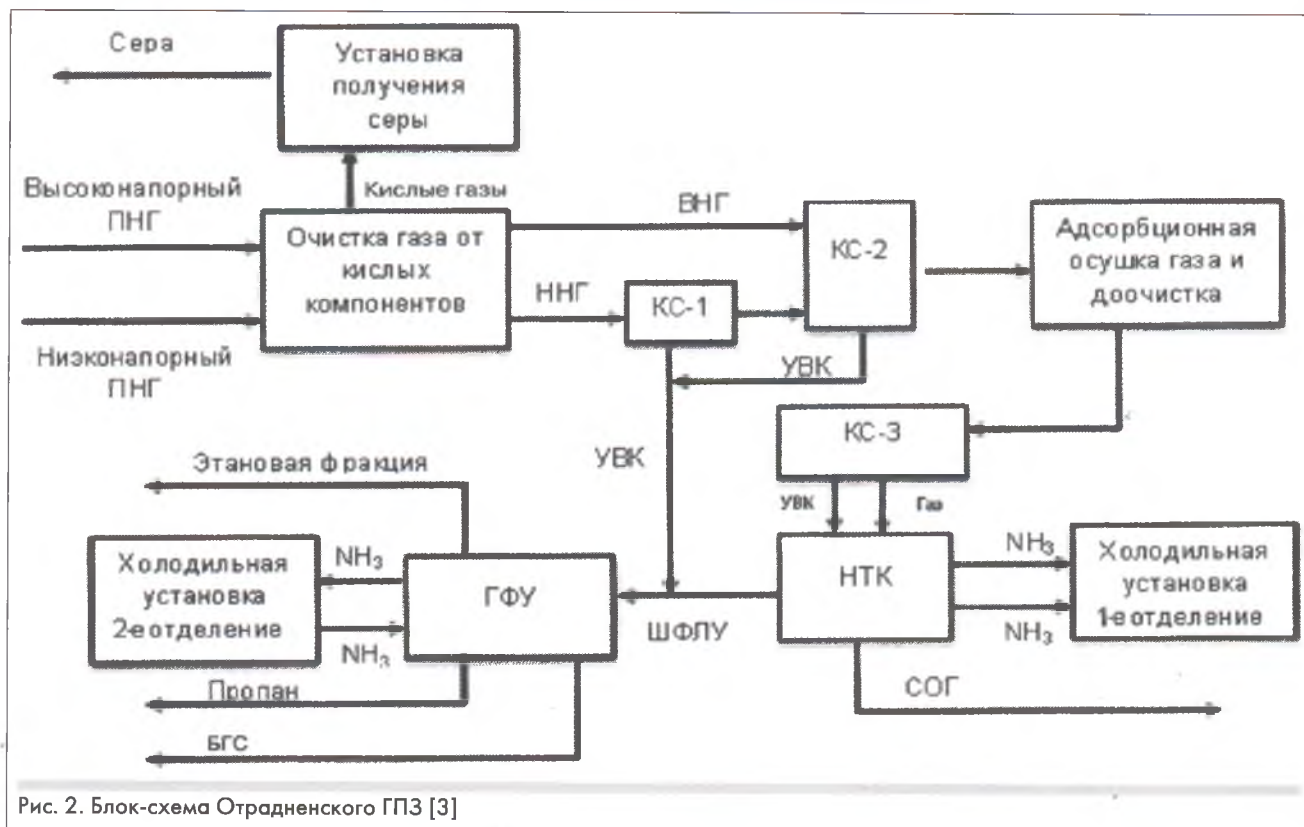 Сера
Установка
получения
серы
Высоконапорный
ПНГ
Кислые газы
Очистка газа от
кислых
компонентов
Низконапорный
ПНГ
ВНГ
ННГ
КС-1
КС-2
Адсорбционная
осушка газа и
доочистка
УВК
УВК
КС-3
УВК
Газ
Этановая фракция
Холодильная
установка
2-е отделение
NH3
NH3
ГФУ
ШФЛУ
НТК
NH3
NH3
Холодильная
установка
1-е отделение
Пропан
БГС
СОГ
Рис. 2. Блок-схема Отрадненского ГПЗ [3]